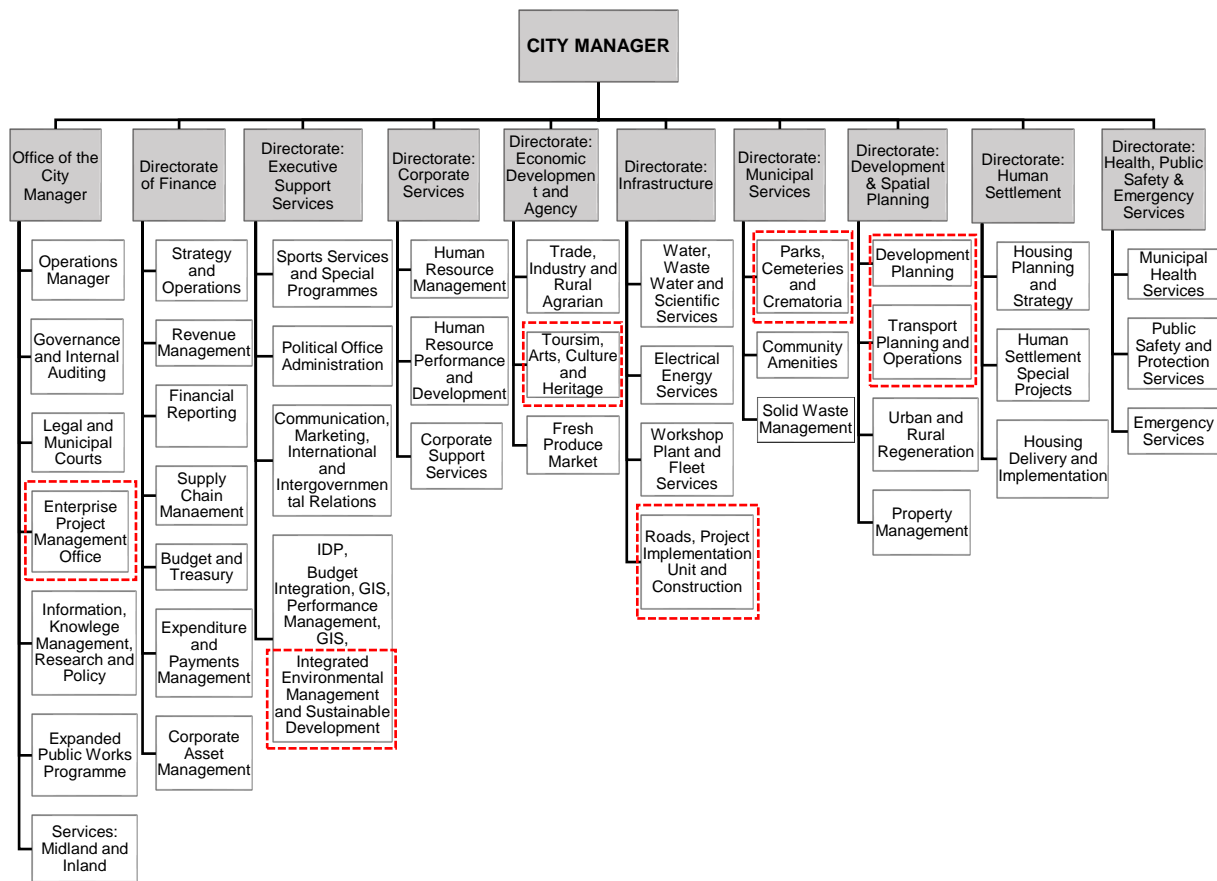 CITY MANAGER
Office of the
City
Manager
Operations
Manager
Governance
and Internal
Auditing
Legal and
Municipal
Courts
Enterprise
Project
Management
Office
Information,
Knowlege
Management,
Research and
Policy
Expanded
Public Works
Programme
Services:
Midland and
Inland
Directorate
of Finance
Strategy
and
Operations
Revenue
Management
Financial
Reporting
Supply
Chain
Manaement
Budget and
Treasury
Expenditure
and
Payments
Management
Corporate
Asset
Management
Directorate:
Executive
Support
Services
Sports Services
and Special
Programmes
Political Office
Administration
Communication,
Marketing,
International
and
Intergovernmen
tal Relations
IDP,
Budget
Integration, GIS,
Performance
Management,
GIS,
Integrated
Environmental
Management
and Sustainable
Development
Directorate:
Corporate
Services
Human
Resource
Management
Human
Resource
Performance
and
Development
Corporate
Support
Services
Directorate:
Economic
Developmen
t and
Agency
Trade,
Industry and
Rural
Agrarian
Toursim,
Arts, Culture
and
Heritage
Fresh
Produce
Market
Directorate:
Infrastructure
Water,
Waste
Water and
Scientific
Services
Electrical
Energy
Services
Workshop
Plant and
Fleet
Services
Roads, Project
Implementation
Unit and
Construction
Directorate:
Municipal
Services
Parks,
Cemeteries
and
Crematoria
Community
Amenities
Solid Waste
Management
Directorate:
Development
& Spatial
Planning
Development
Planning
Transport
Planning and
Operations
Urban and
Rural
Regeneration
Property
Management
Directorate:
Human
Settlement
Housing
Planning
and
Strategy
Human
Settlement
Special
Projects
Housing
Delivery and
Implementation
Directorate:
Health, Public
Safety &
Emergency
Services
Municipal
Health
Services
Public
Safety and
Protection
Services
Emergency
Services